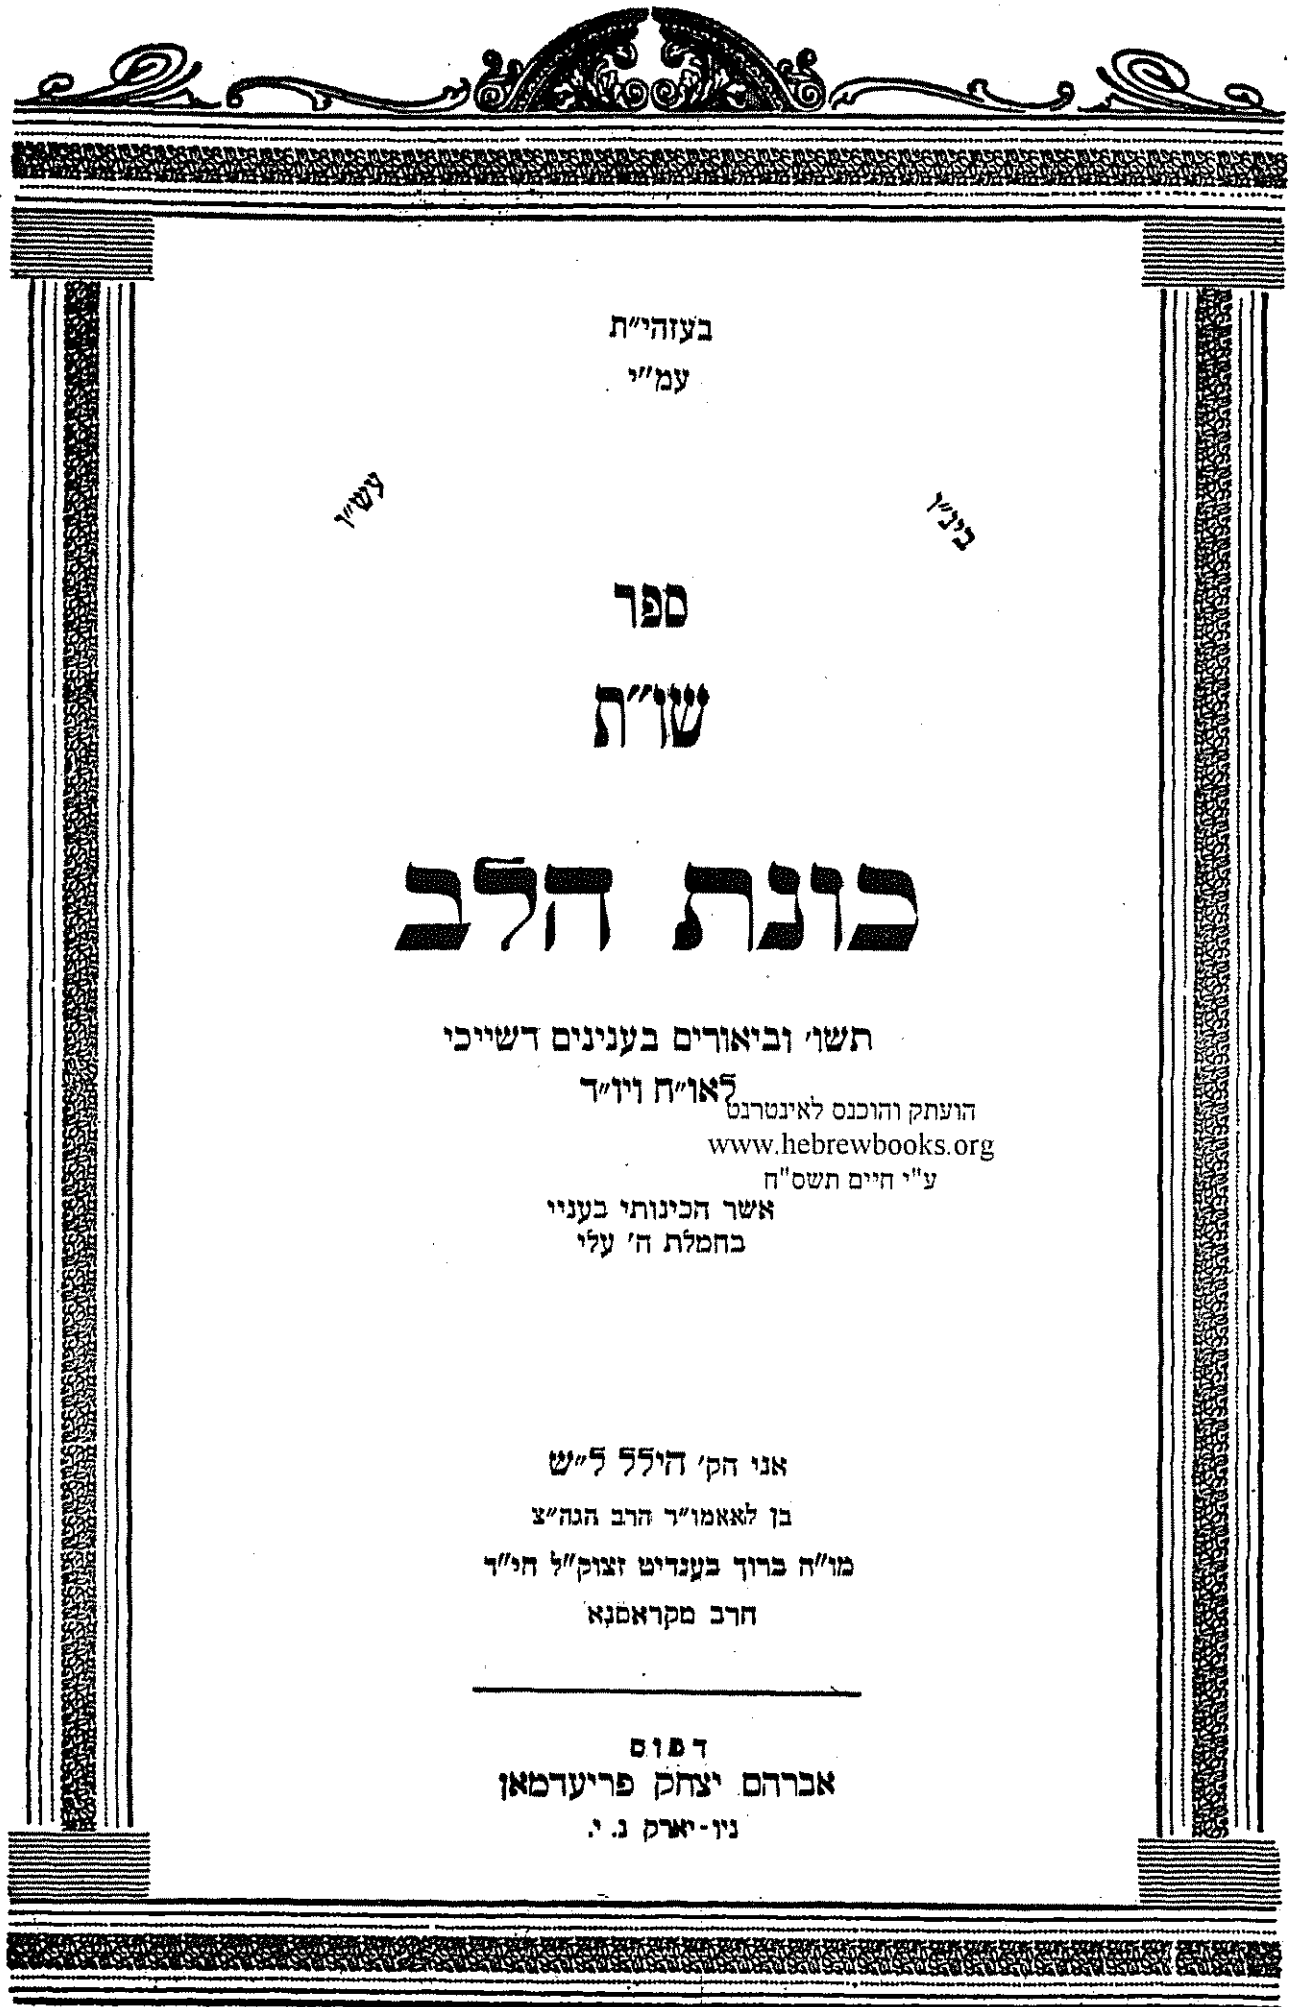 בעזהי״ת
עמ״י
בינ״ו
עש״ו
ספר
שו״ת
כונת הלב
תשו׳ וביאורים בענינים דשייכי
לאו״ח ויו״ד
הועתק והוכנס לאינטרנט
www.hebrewbooks.org
ע"י חיים תשס"ח
אשר הכינותי בעניי
בחמלת ה׳ עלי
אני הק׳ הילל ל״ש
בן לאאמו״ר הרב הגה״צ
מו״ה ברוך בענדיט זצוק״ל הי״ד
הרב מקראסנא
דפוס
אברהם יצחק פריעדמאן
ניו-יארק נ. י.